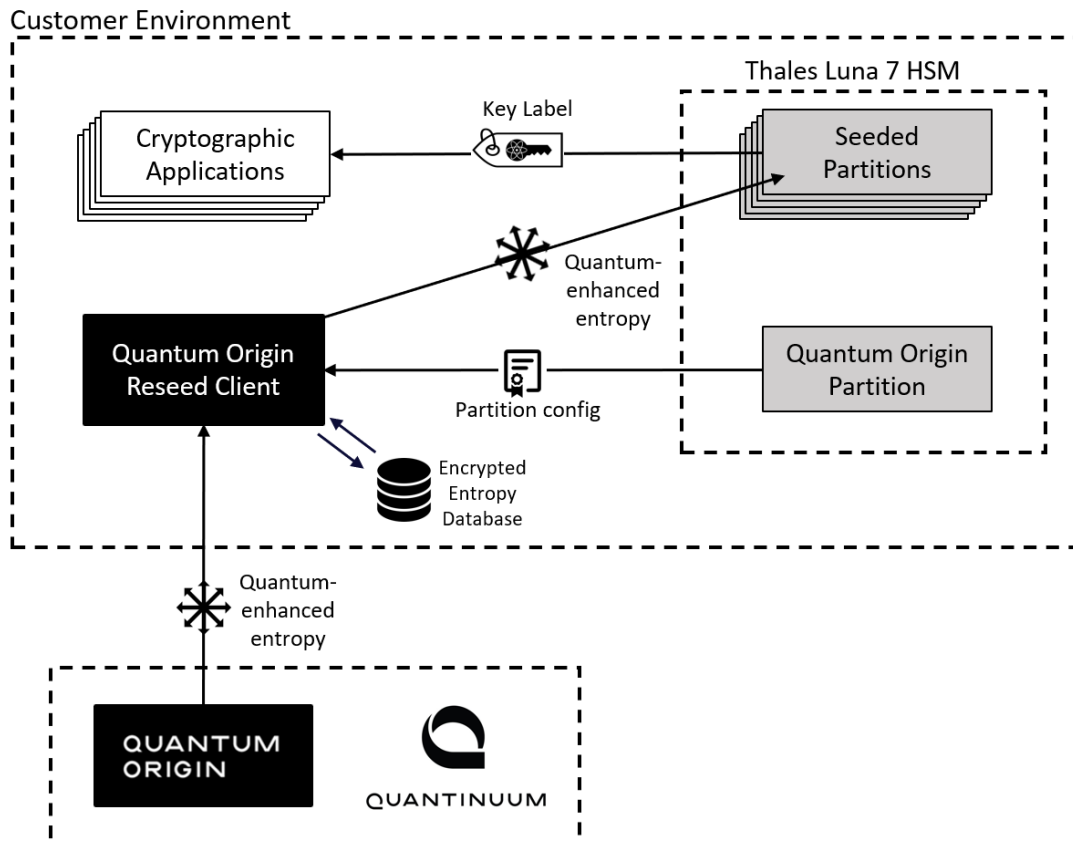 Customer Environment
Thales Luna 7 HSM
Key Label
Cryptographic
Applications
Seeded
Partitions
Quantum-
enhanced
entropy
Quantum Origin
Reseed Client
Quantum Origin
Partition
Partition config
Encrypted
Entropy
Database
Quantum-
enhanced
entropy
QUANTUM
ORIGIN
QUANTINUUM